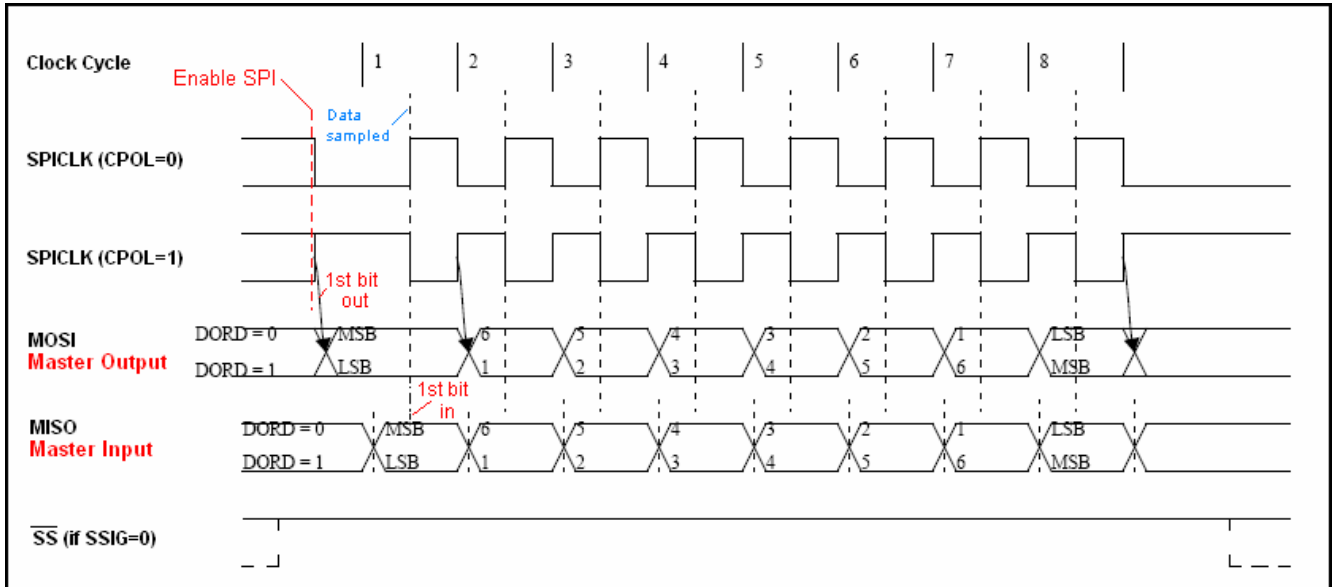 Clock Cycle 1 2 3 4 5 6 7 8
Enable SPI
Data
sampled
SPICLK (CPOL=0)
SPICLK (CPOL=1)
1st bit
out
DORD = 0 MSB 6 5 4 3 2 1 LSB
MOSI
Master Output
DORD = 1 LSB 1 2 3 4 5 6 MSB
1st bit
in
MISO
DORD = 0 MSB 6 5 4 3 2 1 LSB
Master Input
DORD = 1 LSB 1 2 3 4 5 6 MSB
SS (if SSIG=0)